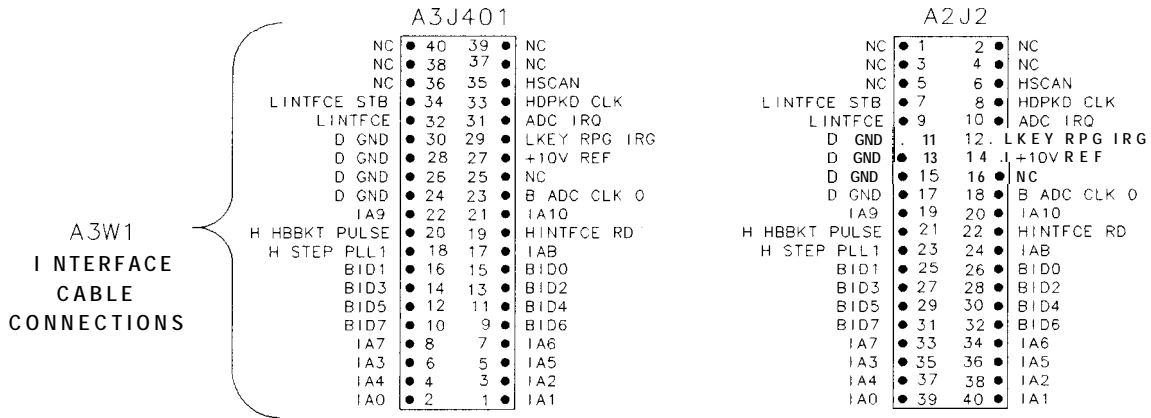 A3J401 A2J2
NC 40 39 NC NC 1 2 NC
NC 38 37 NC NC 3 4 NC
NC 36 35 HSCAN NC 5 6 HSCAN
LINTFCE STB 34 33 HDPKD CLK LINTFCE STB 7 8 HDPKD CLK
LINTFCE 32 31 ADC IRQ LINTFCE 9 10 ADC IRQ
D GND 30 29 LKEY RPG IRG D GND . 11 12 . LKEY RPG IRG
D GND 28 27 +10V REF D GND 13 14 . I +10V REF
D GND 26 25 NC D GND 15 16 NC
D GND 24 23 B ADC CLK 0 D GND 17 18 B ADC CLK 0
IA9 22 21 IA10 IA9 19 20 IA10
H HBBKT PULSE 20 19 HINTFCE RD H HBBKT PULSE 21 22 HINTFCE RD
H STEP PLL1 18 17 IAB H STEP PLL1 23 24 IAB
BID1 16 15 BID0 BID1 25 26 BID0
BID3 14 13 BID2 BID3 27 28 BID2
BID5 12 11 BID4 BID5 29 30 BID4
BID7 10 9 BID6 BID7 31 32 BID6
IA7 8 7 IA6 IA7 33 34 IA6
IA3 6 5 IA5 IA3 35 36 IA5
IA4 4 3 IA2 IA4 37 38 IA2
IA0 2 1 IA1 IA0 39 40 IA1
A3W1
I NTERFACE
CABLE
CONNECTIONS